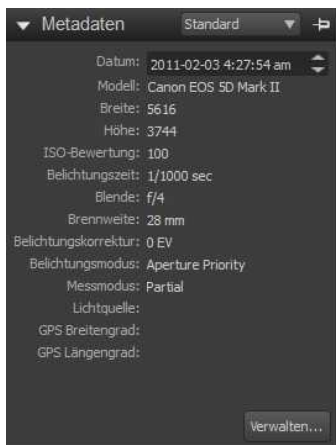 Metadaten Standard
Datum: 2011-02-03 4:27:54 am
Modell: Canon EOS 5D Mark II
Breite: 5616
Höhe: 3744
ISO-Bewertung: 100
Belichtungszeit: 1/1000 sec
Blende: f/4
Brennweite: 28 mm
Belichtungskorrektur: 0 EV
Belichtungsmodus: Aperture Priority
Messmodus: Partial
Lichtquelle:
GPS Breitengrad:
GPS Längengrad:
Verwalten...